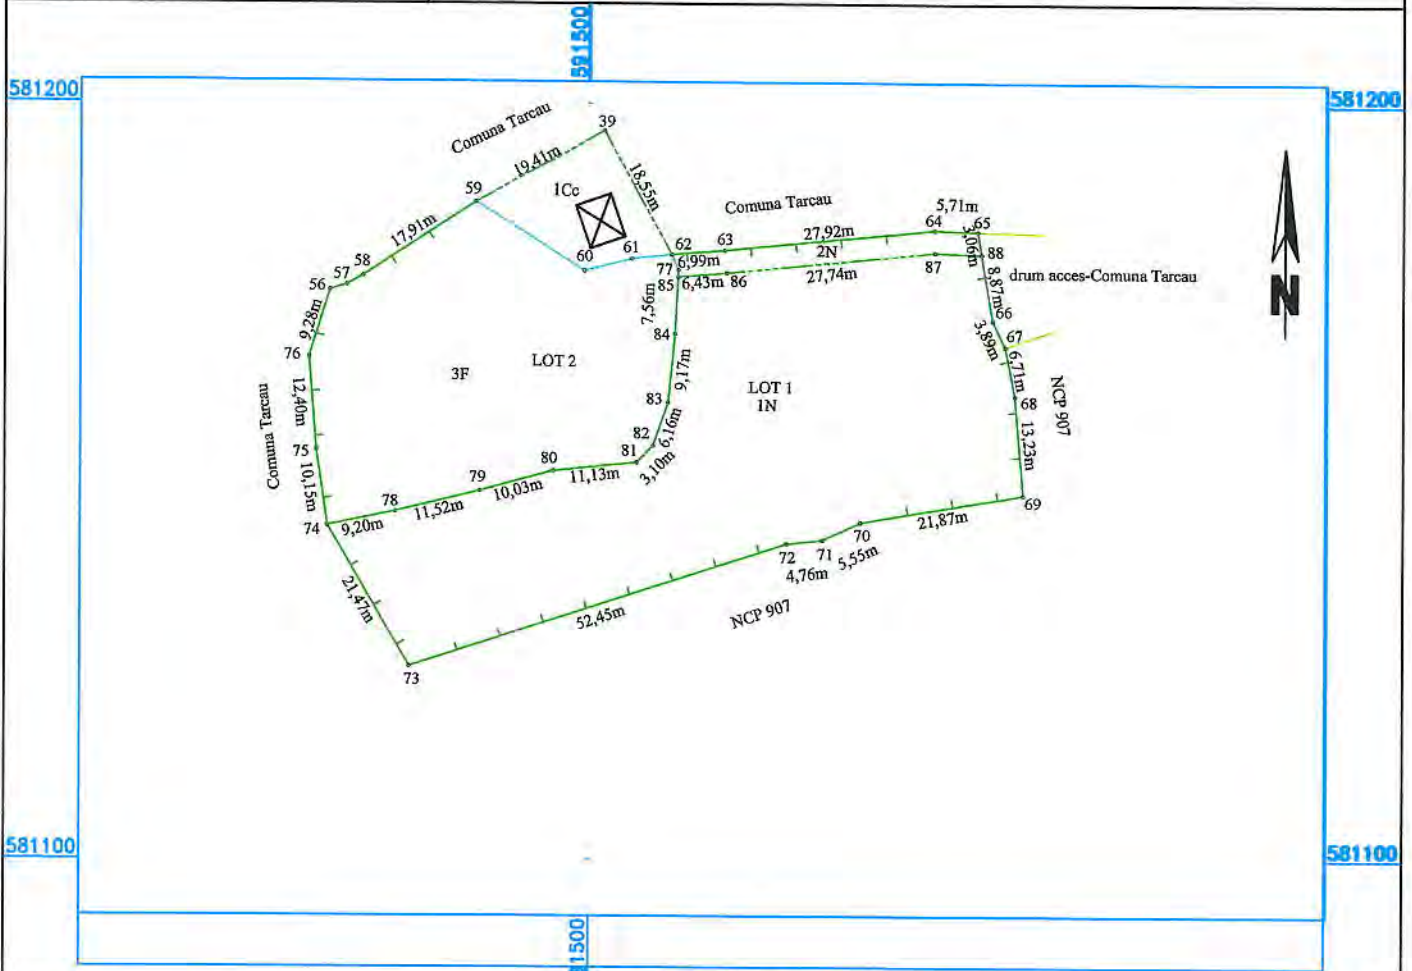 591500
581200
581200
Comuna Tarcau
39
19,41m
18,55m
59
1Cc
Comuna Tarcau
5,71m
17,91m
64
65
27,92m
3,06m
62
63
61
60
58
57
56
6,99m
2N
88
77
87
85
6,43m
86
27,74m
8,87m
drum acces-Comuna Tarcau
N
9,28m
7,56m
66
84
3,89m
67
76
LOT 2
3F
9,17m
6,71m
12,40m
LOT 1
1N
NCP 907
Comuna Tarcau
83
68
82
6,16m
13,23m
75
81
80
3,10m
10,15m
79
11,13m
10,03m
78
11,52m
69
74
9,20m
21,87m
70
72
71
5,55m
4,76m
21,47m
52,45m
NCP 907
73
581100
581100
1500